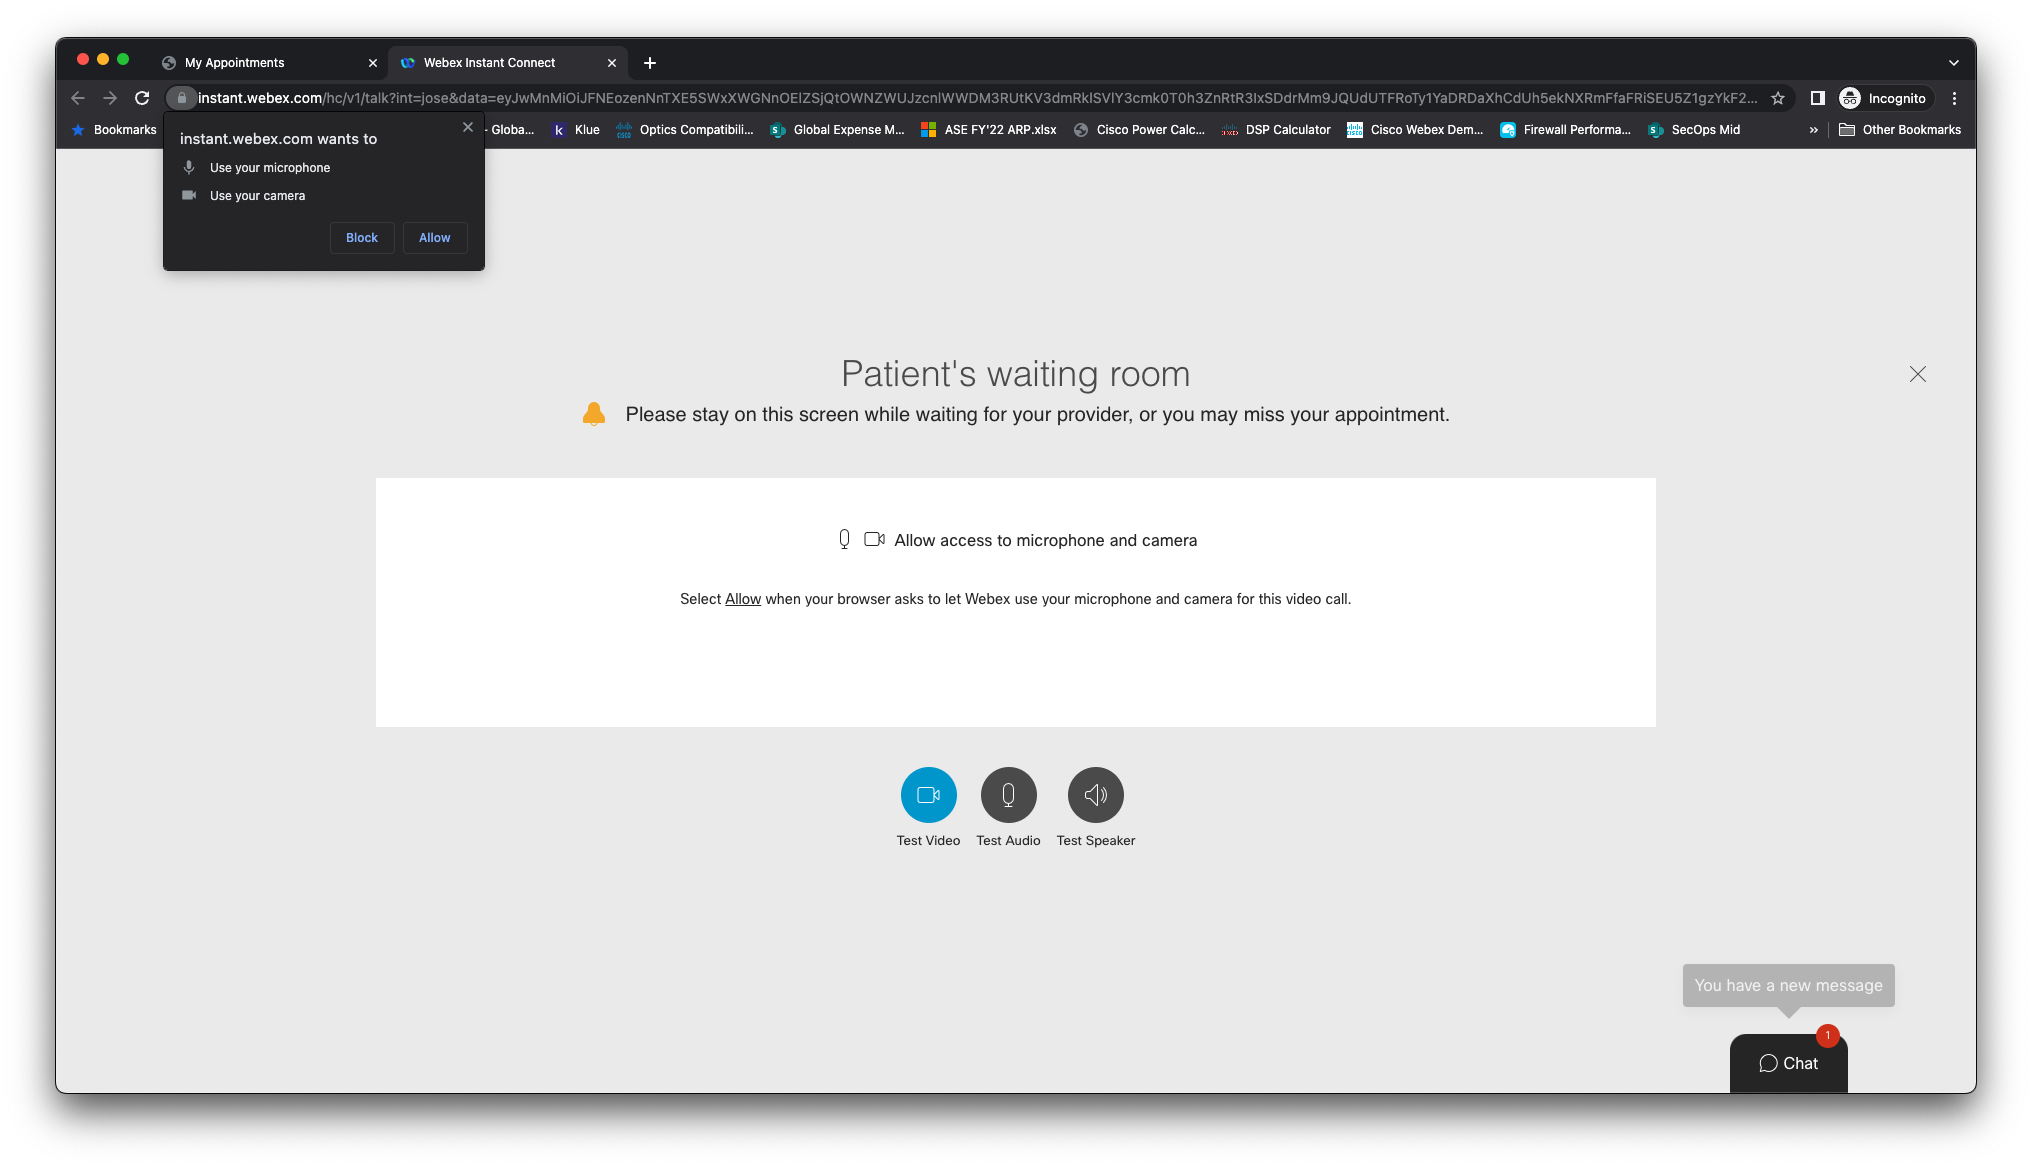 My Appointments
Webex Instant Connect
instant.webex.com/hc/v1/talk?int=jose&data=
Incognito
Bookmarks
- Globa...
Klue
Optics Compatibili...
Global Expense M...
ASE FY'22 ARP.xlsx
Cisco Power Calc...
DSP Calculator
Cisco Webex Dem...
Firewall Performa...
SecOps Mid
»
Other Bookmarks
instant.webex.com wants to
Use your microphone
Use your camera
Block
Allow
Patient's waiting room
Please stay on this screen while waiting for your provider, or you may miss your appointment.
Allow access to microphone and camera
Select Allow when your browser asks to let Webex use your microphone and camera for this video call.
Test Video
Test Audio
Test Speaker
You have a new message
1
Chat